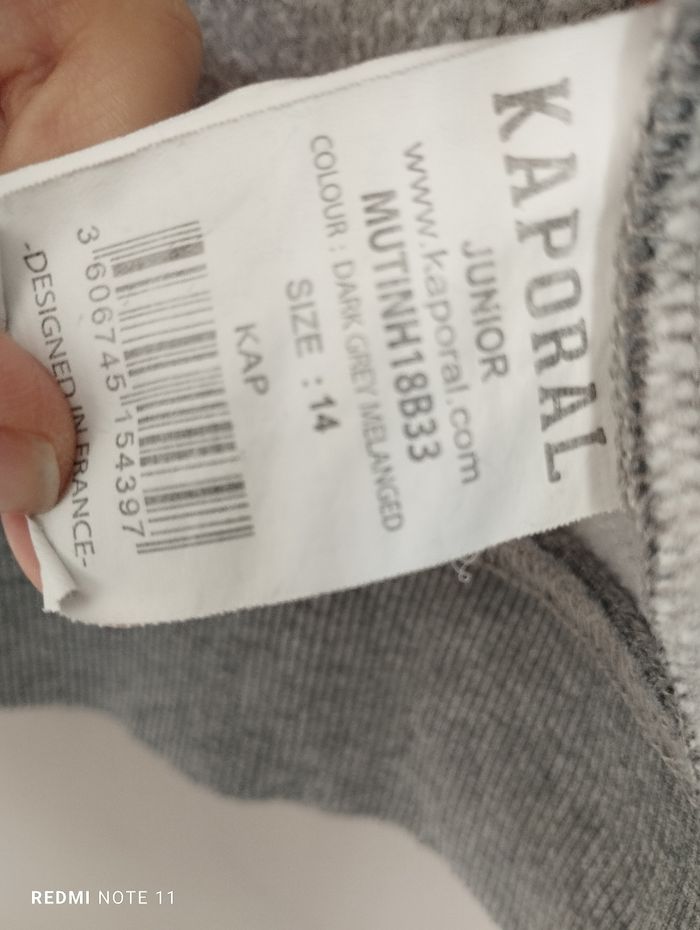 KAPORAL
JUNIOR
www.kaporal.com
MUTINH18B33
COLOUR : DARK GREY MELANGED
SIZE : 14
KAP
3 606745 154397
-DESIGNED IN FRANCE-
REDMI NOTE 11